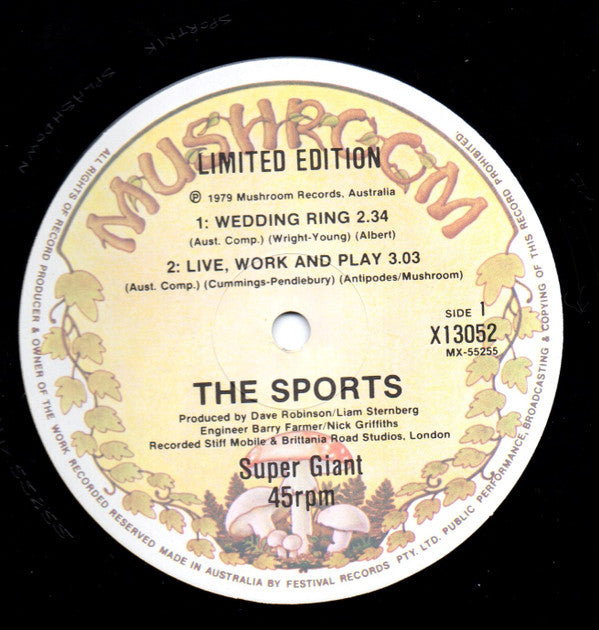 MUSHROOM
LIMITED EDITION
℗ 1979 Mushroom Records, Australia
1: WEDDING RING 2.34
(Aust. Comp.) (Wright-Young) (Albert)
2: LIVE, WORK AND PLAY 3.03
(Aust. Comp.) (Cummings-Pendlebury) (Antipodes/Mushroom)
SIDE 1
X13052
MX-55255
THE SPORTS
Produced by Dave Robinson/Liam Sternberg
Engineer Barry Farmer/Nick Griffiths
Recorded Stiff Mobile & Brittania Road Studios, London
Super Giant
45rpm
ALL RIGHTS OF RECORD PRODUCER & OWNER OF THE WORK RECORDED RESERVED MADE IN AUSTRALIA BY FESTIVAL RECORDS PTY. LTD. PUBLIC PERFORMANCE, BROADCASTING & COPYING OF THIS RECORD PROHIBITED.
SPORTNIK
SPLASHDOWN